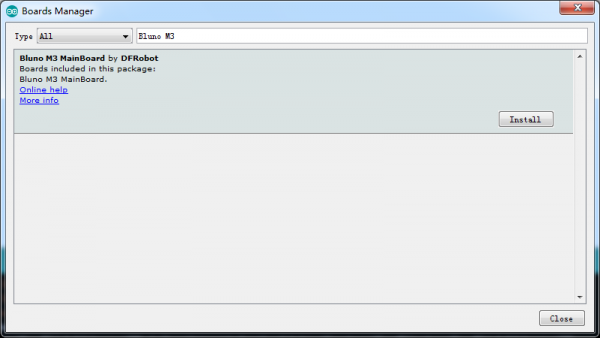 Boards Manager
Type All Bluno M3
Bluno M3 MainBoard by DFRobot
Boards included in this package:
Bluno M3 MainBoard.
Online help
More info
Install
Close